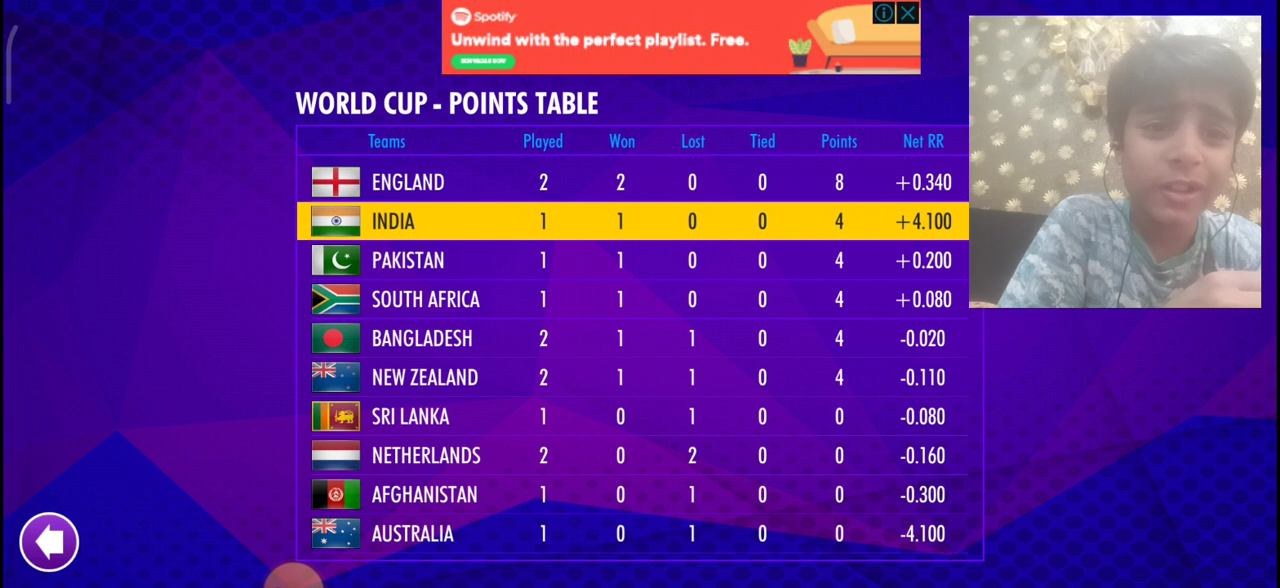 Spotify
Unwind with the perfect playlist. Free.
WORLD CUP - POINTS TABLE
Teams Played Won Lost Tied Points Net RR
ENGLAND 2 2 0 0 8 +0.340
INDIA 1 1 0 0 4 +4.100
PAKISTAN 1 1 0 0 4 +0.200
SOUTH AFRICA 1 1 0 0 4 +0.080
BANGLADESH 2 1 1 0 4 -0.020
NEW ZEALAND 2 1 1 0 4 -0.110
SRI LANKA 1 0 1 0 0 -0.080
NETHERLANDS 2 0 2 0 0 -0.160
AFGHANISTAN 1 0 1 0 0 -0.300
AUSTRALIA 1 0 1 0 0 -4.100